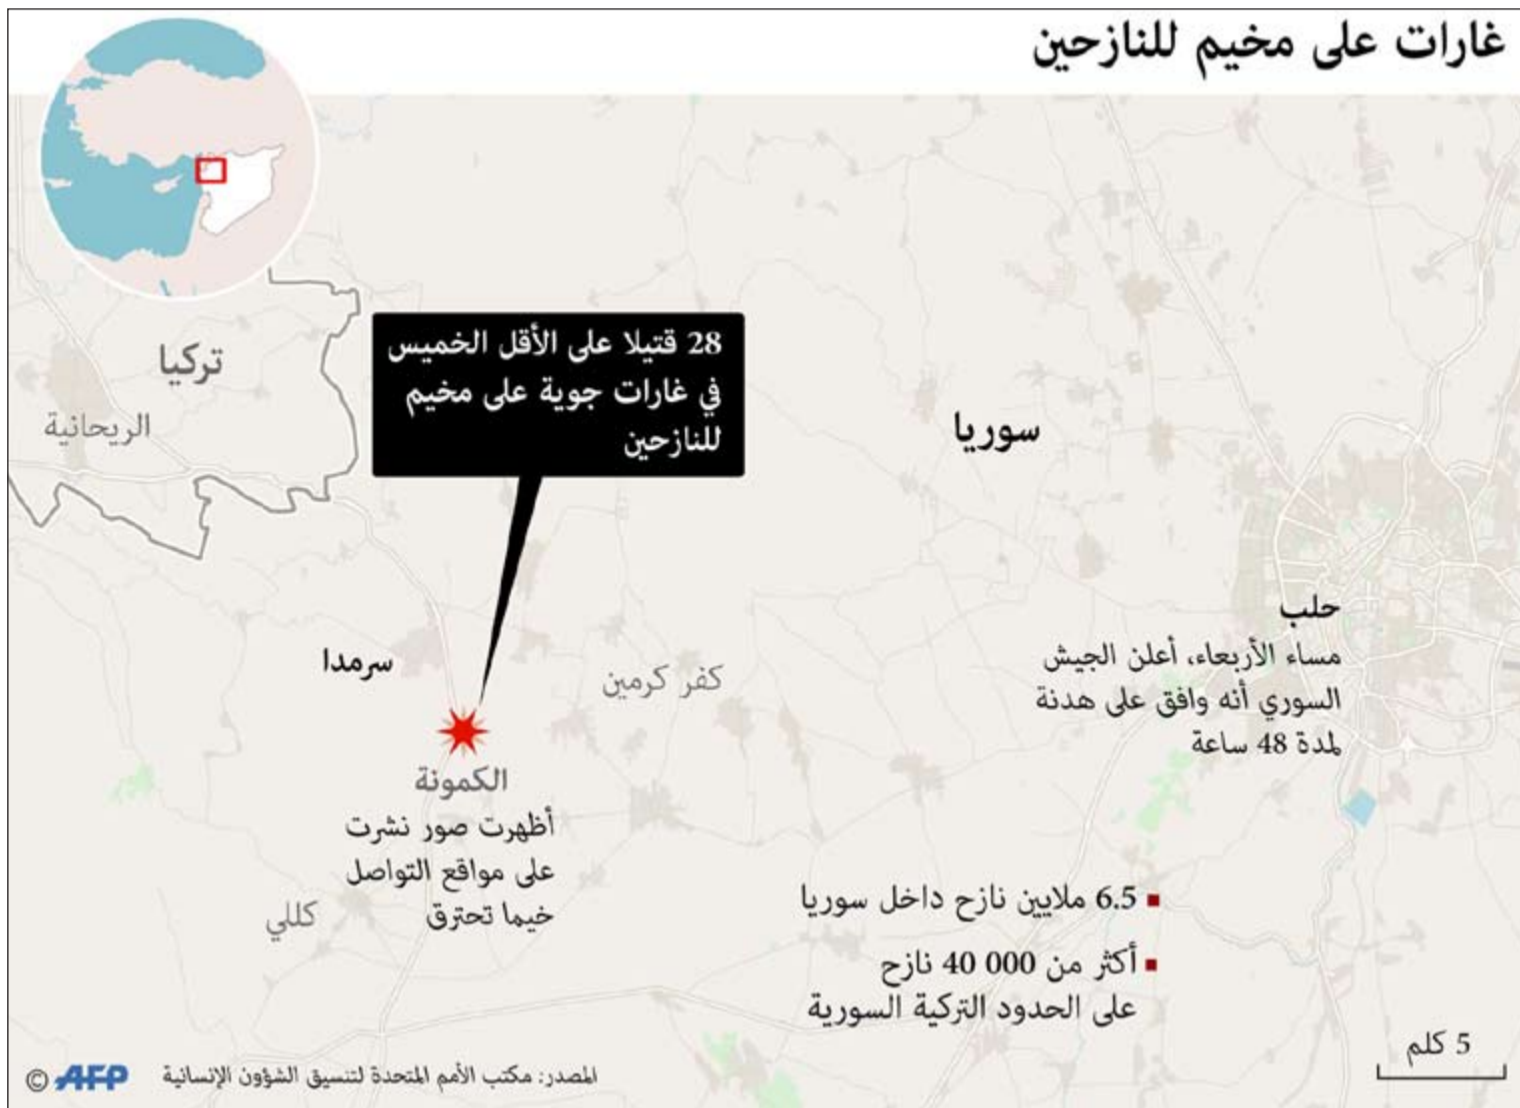 غارات على مخيم للنازحين
تركيا
الريحانية
28 قتيلا على الأقل الخميس
في غارات جوية على مخيم
للنازحين
سوريا
حلب
مساء الأربعاء، أعلن الجيش
السوري أنه وافق على هدنة
لمدة 48 ساعة
سرمدا
كفر كرمين
الكمونة
أظهرت صور نشرت
على مواقع التواصل
خيما تحترق
كللي
6.5 ملايين نازح داخل سوريا
أكثر من 000 40 نازح
على الحدود التركية السورية
5 كلم
المصدر: مكتب الأمم المتحدة لتنسيق الشؤون الإنسانية
AFP ©